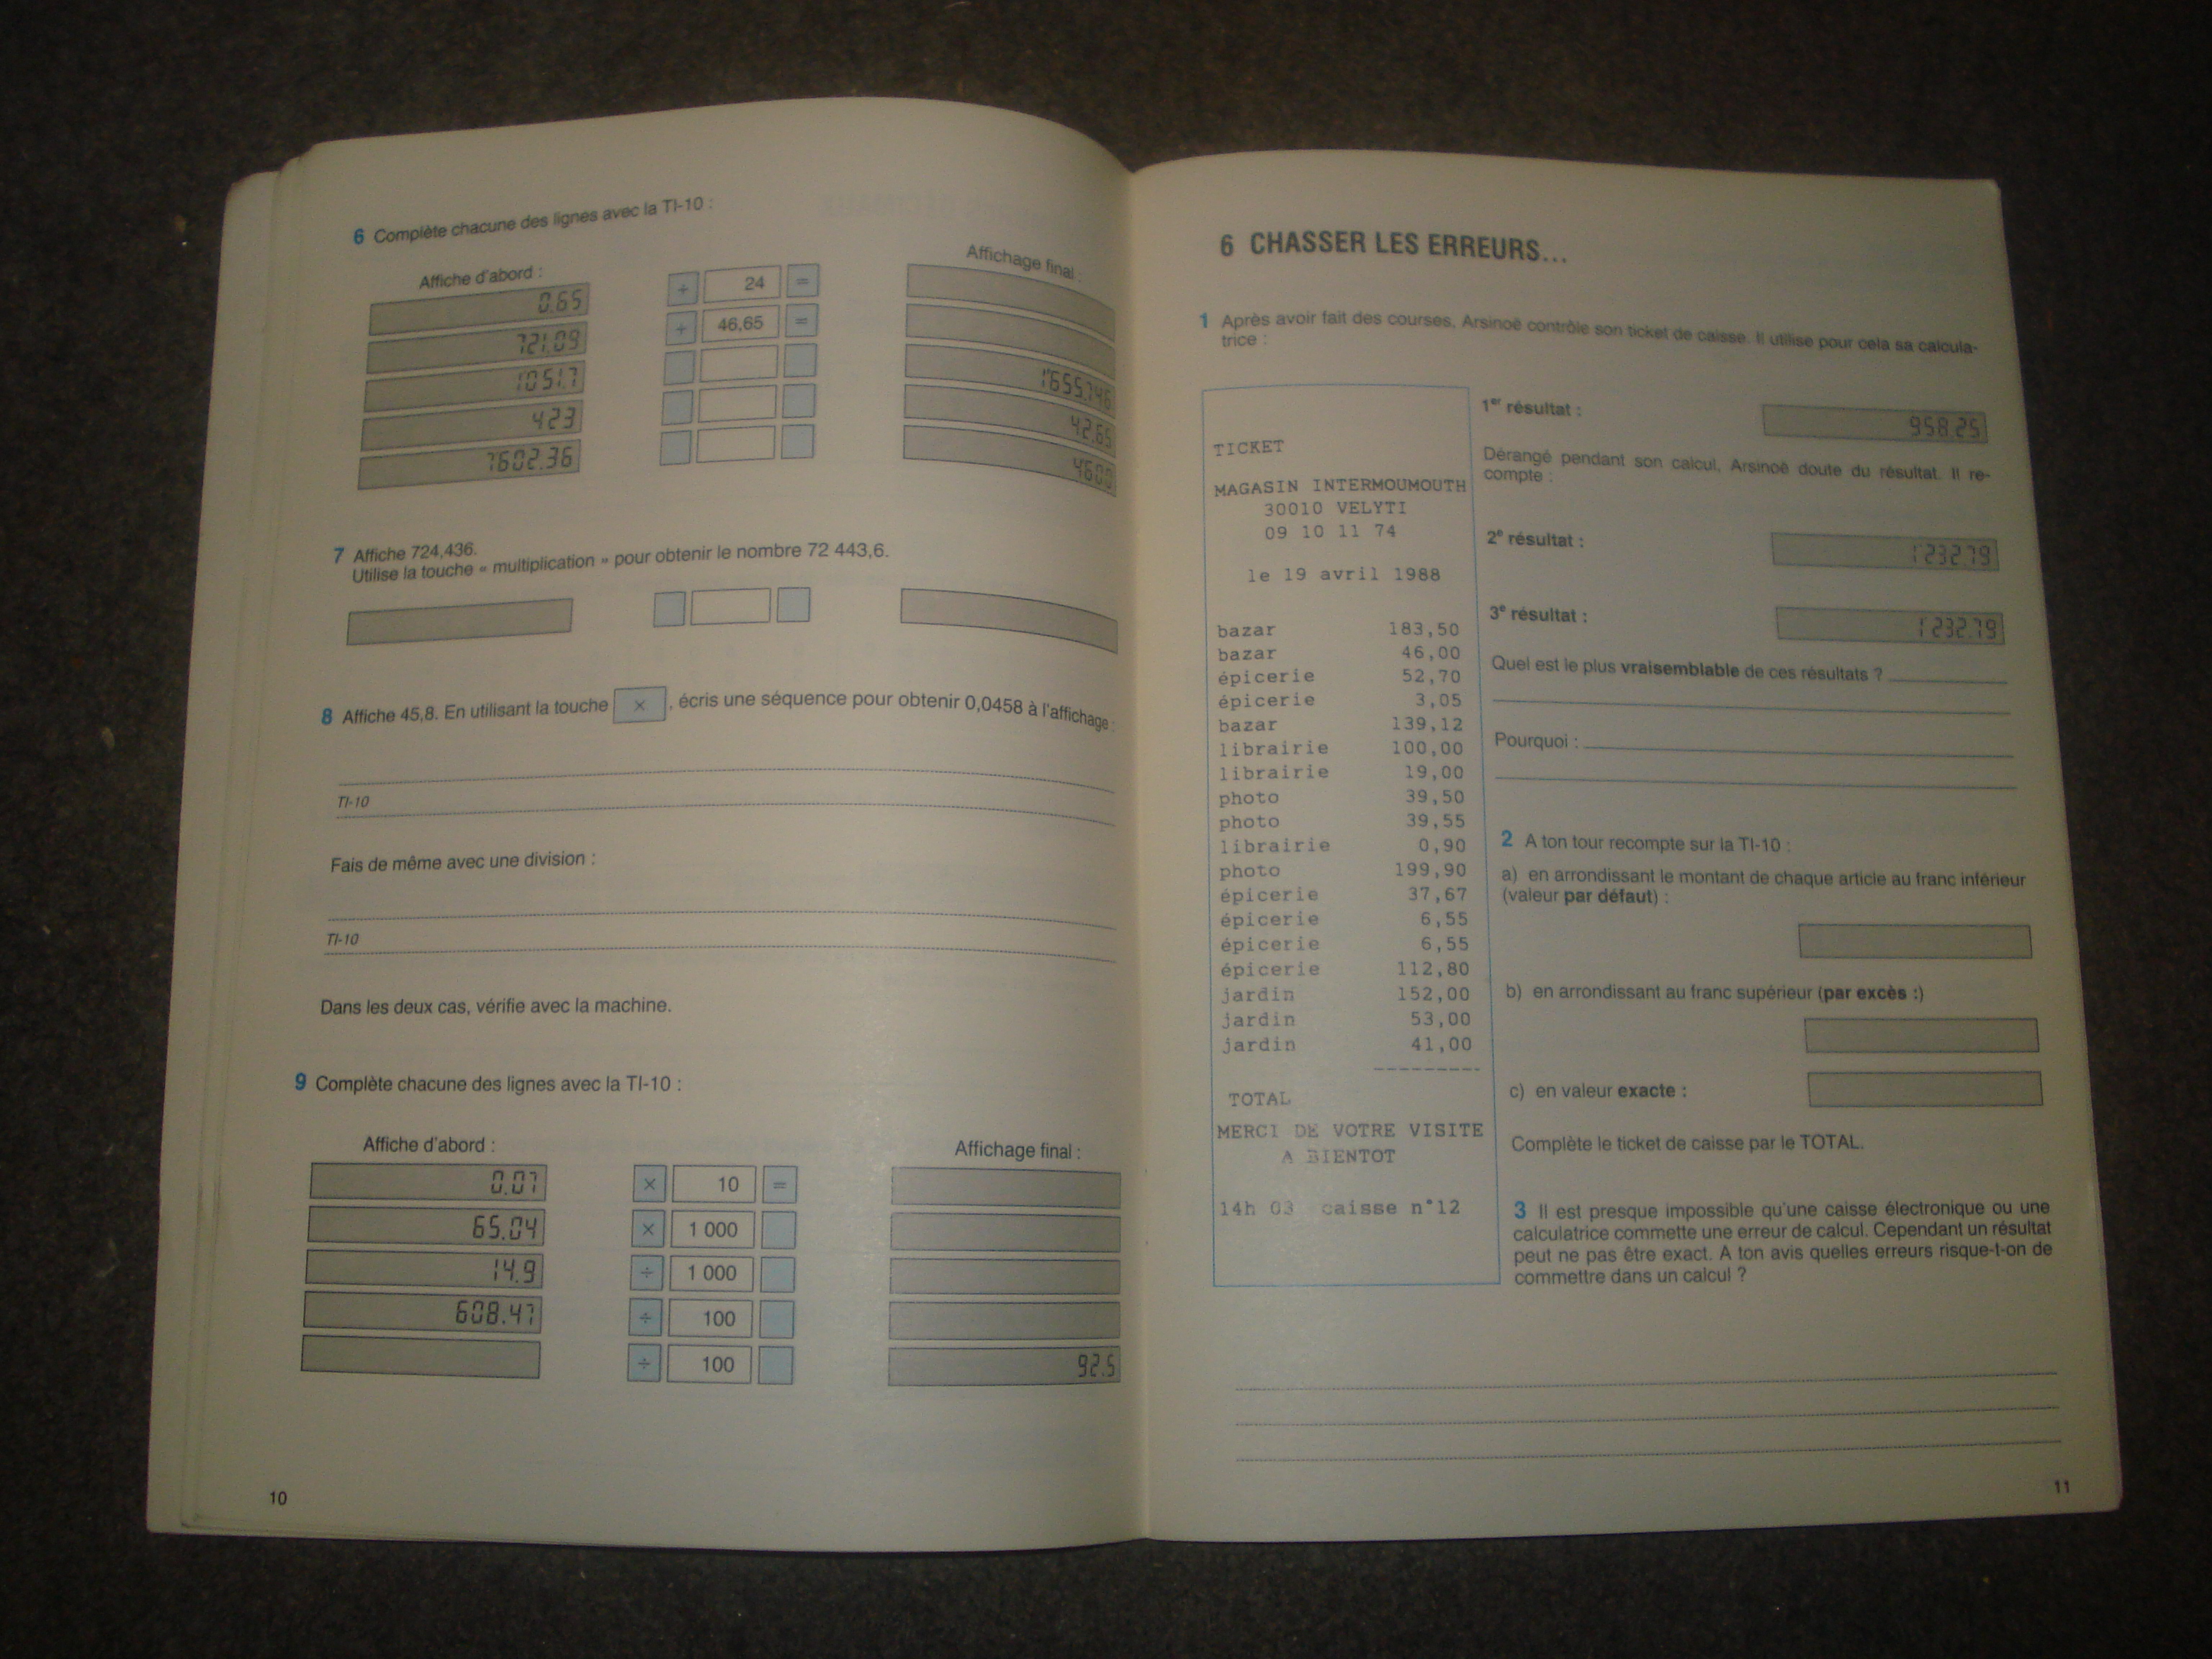 6 Complète chacune des lignes avec la TI-10 :
Affiche d'abord : Affichage final :
0.65 ÷ 24 =
721.09 ÷ 46,65 =
1'051.7 1'655.746
423 42.65
7'602.36 4'600
7 Affiche 724,436.
Utilise la touche « multiplication » pour obtenir le nombre 72 443,6.
8 Affiche 45,8. En utilisant la touche × , écris une séquence pour obtenir 0,0458 à l'affichage :
TI-10
Fais de même avec une division :
TI-10
Dans les deux cas, vérifie avec la machine.
9 Complète chacune des lignes avec la TI-10 :
Affiche d'abord : Affichage final :
0.07 × 10 =
65.04 × 1 000
14.9 ÷ 1 000
608.47 ÷ 100
÷ 100 92.5
10
6 CHASSER LES ERREURS...
1 Après avoir fait des courses, Arsinoë contrôle son ticket de caisse. Il utilise pour cela sa calcula-
trice :
TICKET
MAGASIN INTERMOUMOUTH
30010 VELYTI
09 10 11 74
le 19 avril 1988
bazar 183,50
bazar 46,00
épicerie 52,70
épicerie 3,05
bazar 139,12
librairie 100,00
librairie 19,00
photo 39,50
photo 39,55
librairie 0,90
photo 199,90
épicerie 37,67
épicerie 6,55
épicerie 6,55
épicerie 112,80
jardin 152,00
jardin 53,00
jardin 41,00
---------
TOTAL
MERCI DE VOTRE VISITE
A BIENTOT
14h 03 caisse n°12
1er résultat : 958.25
Dérangé pendant son calcul, Arsinoë doute du résultat. Il re-
compte :
2e résultat : 1'232.79
3e résultat : 1'232.79
Quel est le plus vraisemblable de ces résultats ?
Pourquoi :
2 A ton tour recompte sur la TI-10 :
a) en arrondissant le montant de chaque article au franc inférieur
(valeur par défaut) :
b) en arrondissant au franc supérieur (par excès :)
c) en valeur exacte :
Complète le ticket de caisse par le TOTAL.
3 Il est presque impossible qu'une caisse électronique ou une
calculatrice commette une erreur de calcul. Cependant un résultat
peut ne pas être exact. A ton avis quelles erreurs risque-t-on de
commettre dans un calcul ?
11